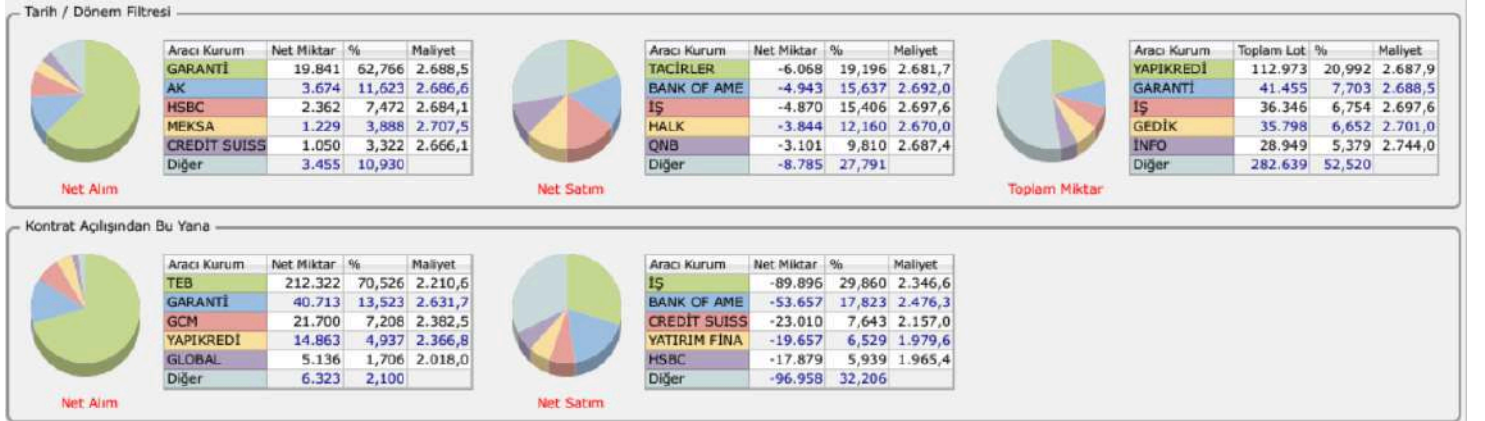 Tarih / Dönem Filtresi
Aracı Kurum Net Miktar % Maliyet
GARANTİ 19.841 62,766 2.688,5
AK 3.674 11,623 2.686,6
HSBC 2.362 7,472 2.684,1
MEKSA 1.229 3,888 2.707,5
CREDİT SUISS 1.050 3,322 2.666,1
Diğer 3.455 10,930
Net Alım
Aracı Kurum Net Miktar % Maliyet
TACİRLER -6.068 19,196 2.681,7
BANK OF AME -4.943 15,637 2.692,0
İŞ -4.870 15,406 2.697,6
HALK -3.844 12,160 2.670,0
QNB -3.101 9,810 2.687,4
Diğer -8.785 27,791
Net Satım
Aracı Kurum Toplam Lot % Maliyet
YAPIKREDİ 112.973 20,992 2.687,9
GARANTİ 41.455 7,703 2.688,5
İŞ 36.346 6,754 2.697,6
GEDİK 35.798 6,652 2.701,0
İNFO 28.949 5,379 2.744,0
Diğer 282.639 52,520
Toplam Miktar
Kontrat Açılışından Bu Yana
Aracı Kurum Net Miktar % Maliyet
TEB 212.322 70,526 2.210,6
GARANTİ 40.713 13,523 2.631,7
GCM 21.700 7,208 2.382,5
YAPIKREDİ 14.863 4,937 2.366,8
GLOBAL 5.136 1,706 2.018,0
Diğer 6.323 2,100
Net Alım
Aracı Kurum Net Miktar % Maliyet
İŞ -89.896 29,860 2.346,6
BANK OF AME -53.657 17,823 2.476,3
CREDİT SUISS -23.010 7,643 2.157,0
YATIRIM FİNA -19.657 6,529 1.979,6
HSBC -17.879 5,939 1.965,4
Diğer -96.958 32,206
Net Satım